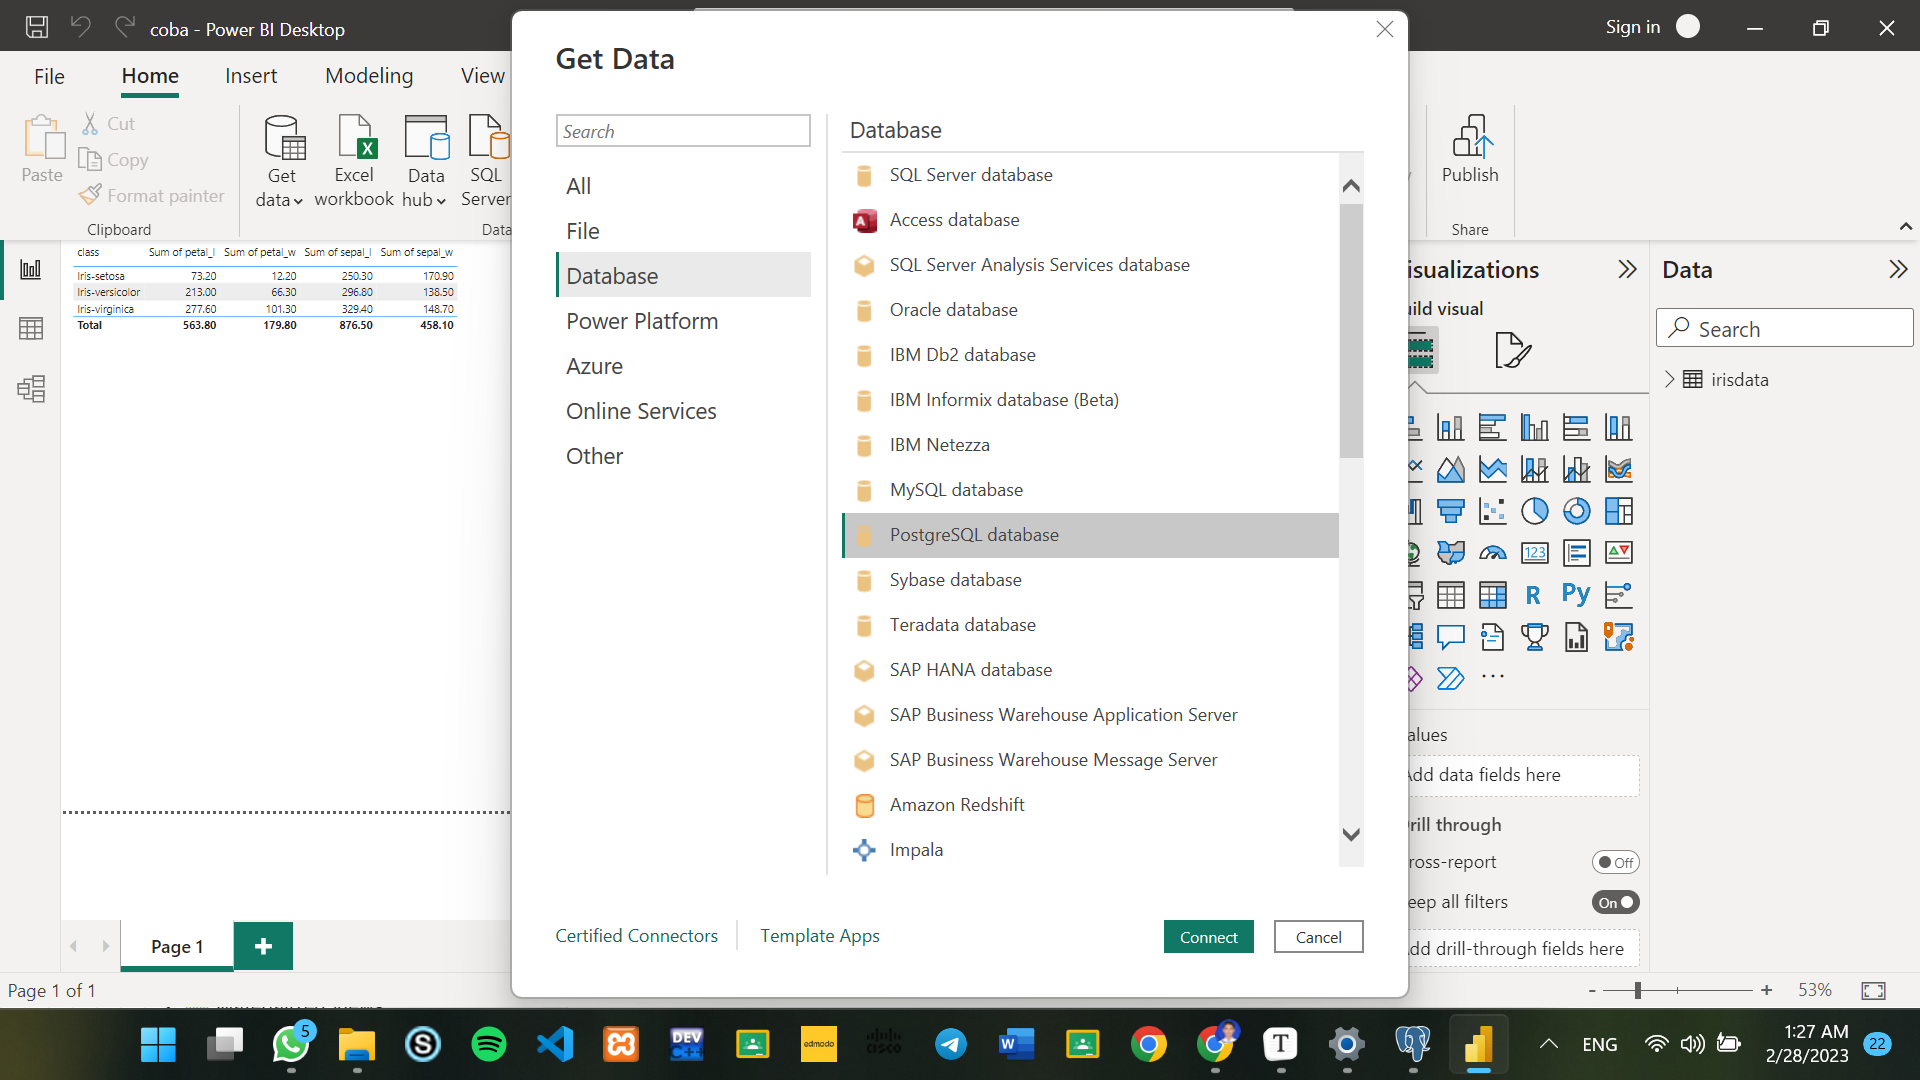 coba - Power BI Desktop
Sign in
File
Home
Insert
Modeling
View
Paste
Cut
Copy
Format painter
Clipboard
Get data
Excel workbook
Data hub
SQL Server
Data
Publish
Share
class Sum of petal_l Sum of petal_w Sum of sepal_l Sum of sepal_w
Iris-setosa 73.20 12.20 250.30 170.90
Iris-versicolor 213.00 66.30 296.80 138.50
Iris-virginica 277.60 101.30 329.40 148.70
Total 563.80 179.80 876.50 458.10
Get Data
Search
All
File
Database
Power Platform
Azure
Online Services
Other
Database
SQL Server database
Access database
SQL Server Analysis Services database
Oracle database
IBM Db2 database
IBM Informix database (Beta)
IBM Netezza
MySQL database
PostgreSQL database
Sybase database
Teradata database
SAP HANA database
SAP Business Warehouse Application Server
SAP Business Warehouse Message Server
Amazon Redshift
Impala
Certified Connectors
Template Apps
Connect
Cancel
isualizations
uild visual
123
R
Py
alues
Add data fields here
rill through
ross-report
Off
eep all filters
On
dd drill-through fields here
Data
Search
irisdata
Page 1
+
Page 1 of 1
- + 53%
5
S
DEV C++
edmodo
cisco
W
T
ENG
1:27 AM
2/28/2023
22